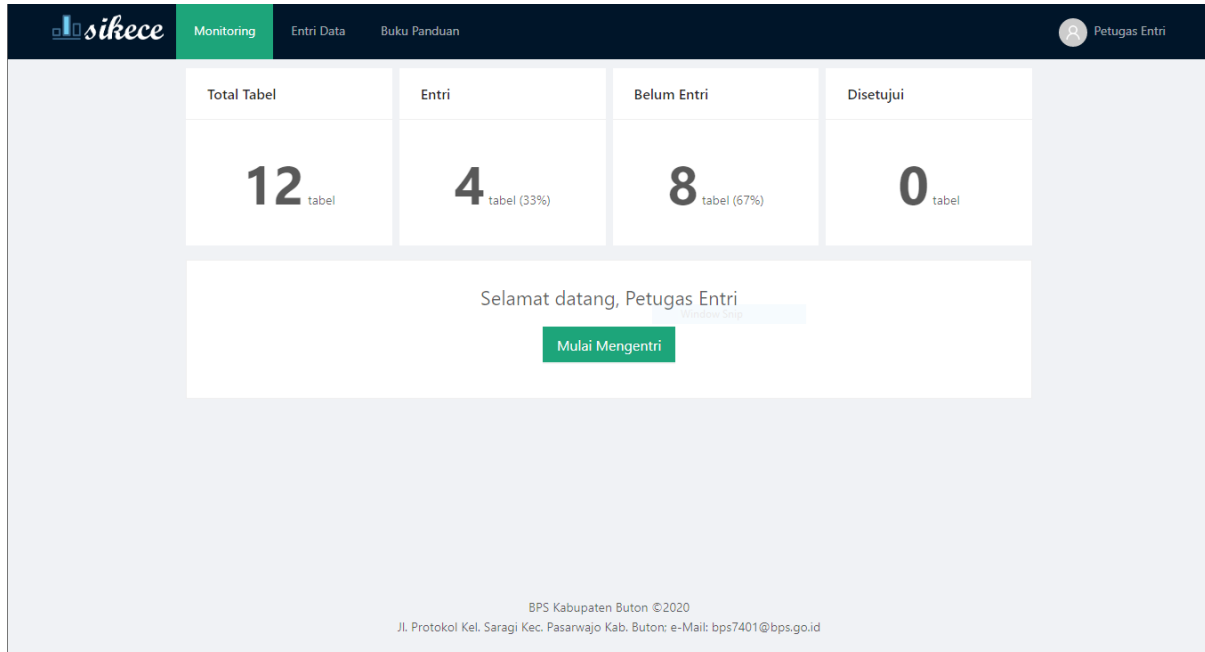 sikece Monitoring Entri Data Buku Panduan Petugas Entri
Total Tabel Entri Belum Entri Disetujui
12 tabel 4 tabel (33%) 8 tabel (67%) 0 tabel
Selamat datang, Petugas Entri
Window Snip
Mulai Mengentri
BPS Kabupaten Buton ©2020
Jl. Protokol Kel. Saragi Kec. Pasarwajo Kab. Buton; e-Mail: bps7401@bps.go.id